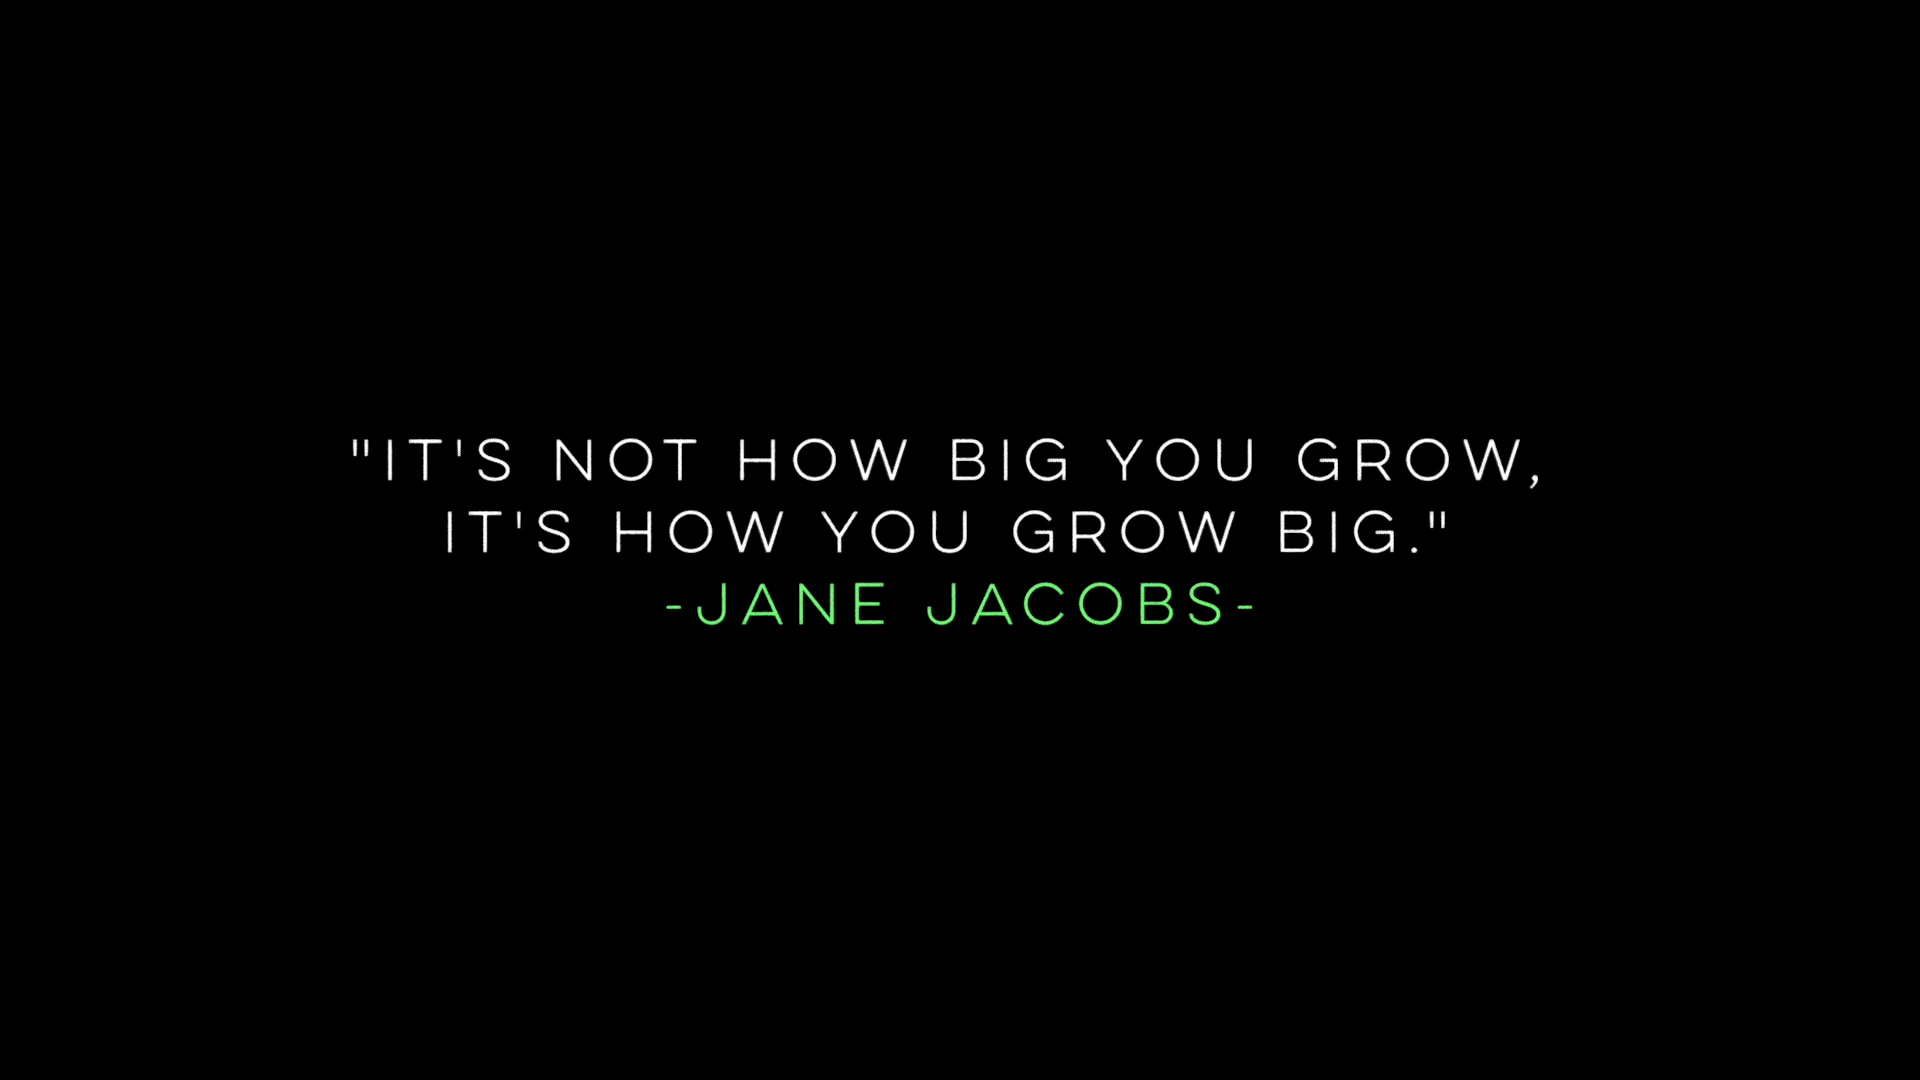 "IT'S NOT HOW BIG YOU GROW,
IT'S HOW YOU GROW BIG."
-JANE JACOBS-